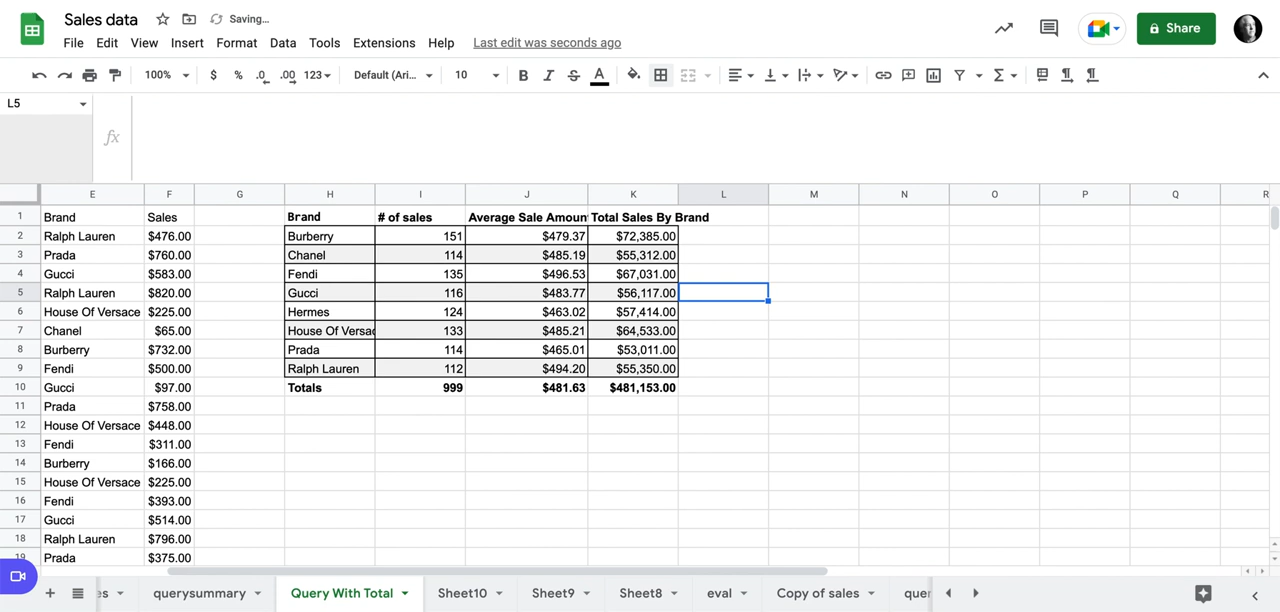 Sales data Saving...
File Edit View Insert Format Data Tools Extensions Help Last edit was seconds ago
Share
100% $ % .0 .00 123 Default (Ari... 10 B I S A
L5
fx
E F G H I J K L M N O P Q R
1 Brand Sales Brand # of sales Average Sale Amoun Total Sales By Brand
2 Ralph Lauren $476.00 Burberry 151 $479.37 $72,385.00
3 Prada $760.00 Chanel 114 $485.19 $55,312.00
4 Gucci $583.00 Fendi 135 $496.53 $67,031.00
5 Ralph Lauren $820.00 Gucci 116 $483.77 $56,117.00
6 House Of Versace $225.00 Hermes 124 $463.02 $57,414.00
7 Chanel $65.00 House Of Versac 133 $485.21 $64,533.00
8 Burberry $732.00 Prada 114 $465.01 $53,011.00
9 Fendi $500.00 Ralph Lauren 112 $494.20 $55,350.00
10 Gucci $97.00 Totals 999 $481.63 $481,153.00
11 Prada $758.00
12 House Of Versace $448.00
13 Fendi $311.00
14 Burberry $166.00
15 House Of Versace $225.00
16 Fendi $393.00
17 Gucci $514.00
18 Ralph Lauren $796.00
19 Prada $375.00
es querysummary Query With Total Sheet10 Sheet9 Sheet8 eval Copy of sales quer